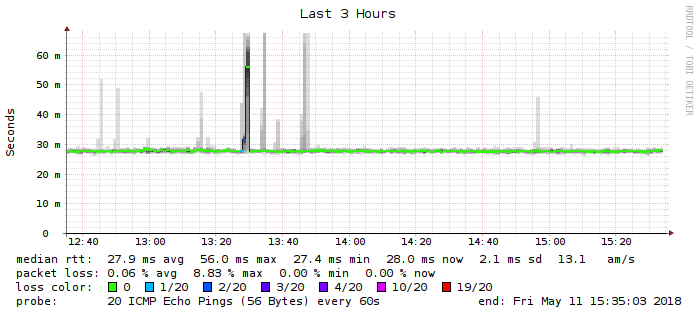 Last 3 Hours
RRDTOOL / TOBI OETIKER
Seconds
60 m
50 m
40 m
30 m
20 m
10 m
0
12:40 13:00 13:20 13:40 14:00 14:20 14:40 15:00 15:20
median rtt: 27.9 ms avg 56.0 ms max 27.4 ms min 28.0 ms now 2.1 ms sd 13.1 am/s
packet loss: 0.06 % avg 8.83 % max 0.00 % min 0.00 % now
loss color: 0 1/20 2/20 3/20 4/20 10/20 19/20
probe: 20 ICMP Echo Pings (56 Bytes) every 60s end: Fri May 11 15:35:03 2018